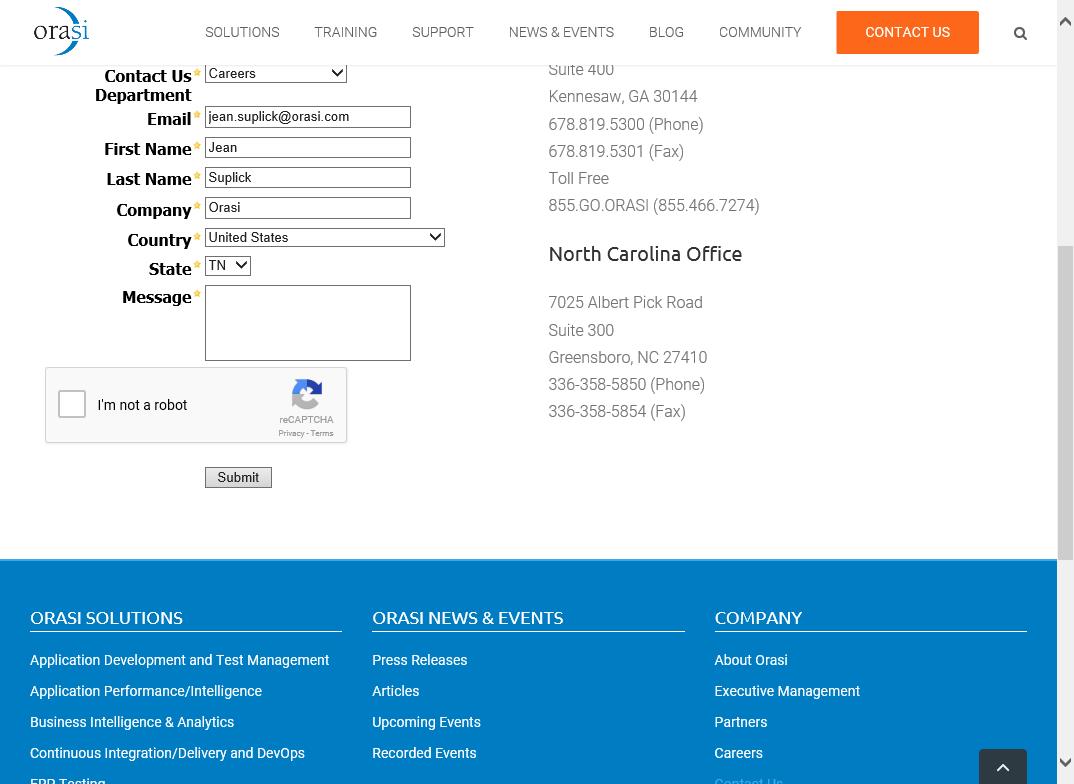 orasi
SOLUTIONS
TRAINING
SUPPORT
NEWS & EVENTS
BLOG
COMMUNITY
CONTACT US
Contact Us
Department
Careers
Email
jean.suplick@orasi.com
First Name
Jean
Last Name
Suplick
Company
Orasi
Country
United States
State
TN
Message
I'm not a robot
reCAPTCHA
Privacy - Terms
Submit
Suite 400
Kennesaw, GA 30144
678.819.5300 (Phone)
678.819.5301 (Fax)
Toll Free
855.GO.ORASI (855.466.7274)
North Carolina Office
7025 Albert Pick Road
Suite 300
Greensboro, NC 27410
336-358-5850 (Phone)
336-358-5854 (Fax)
ORASI SOLUTIONS
Application Development and Test Management
Application Performance/Intelligence
Business Intelligence & Analytics
Continuous Integration/Delivery and DevOps
ERP Testing
ORASI NEWS & EVENTS
Press Releases
Articles
Upcoming Events
Recorded Events
COMPANY
About Orasi
Executive Management
Partners
Careers
Contact Us